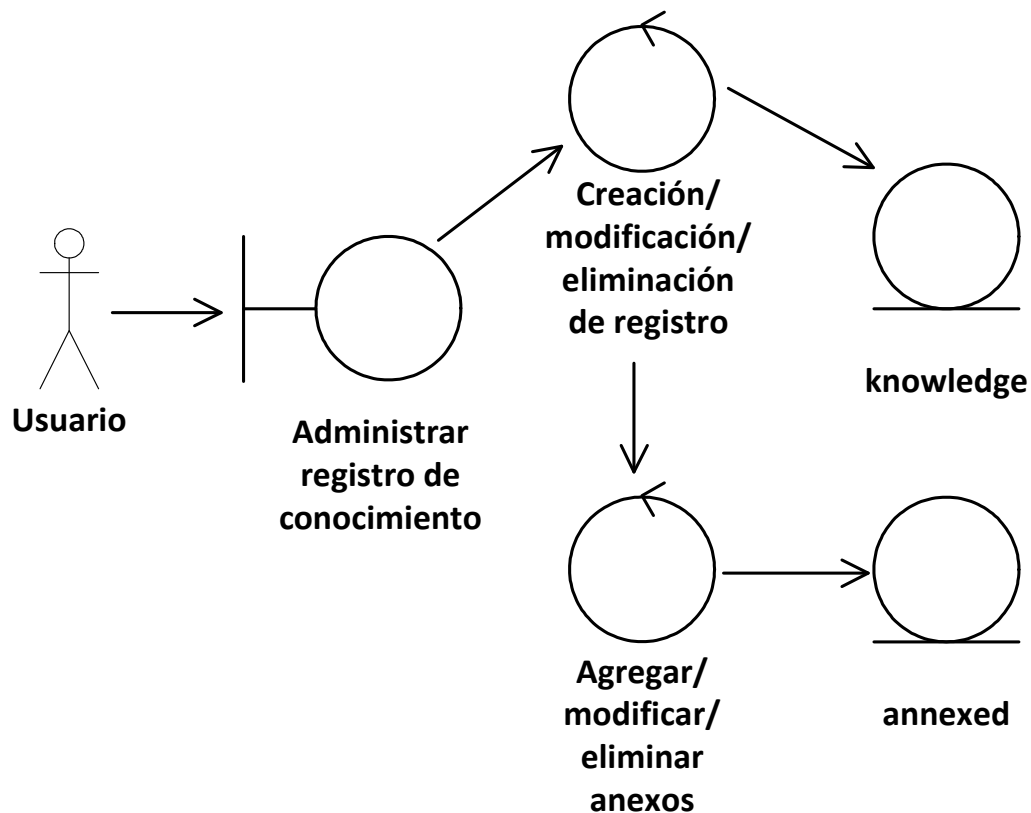 Usuario
Administrar
registro de
conocimiento
Creación/
modificación/
eliminación
de registro
knowledge
Agregar/
modificar/
eliminar
anexos
annexed